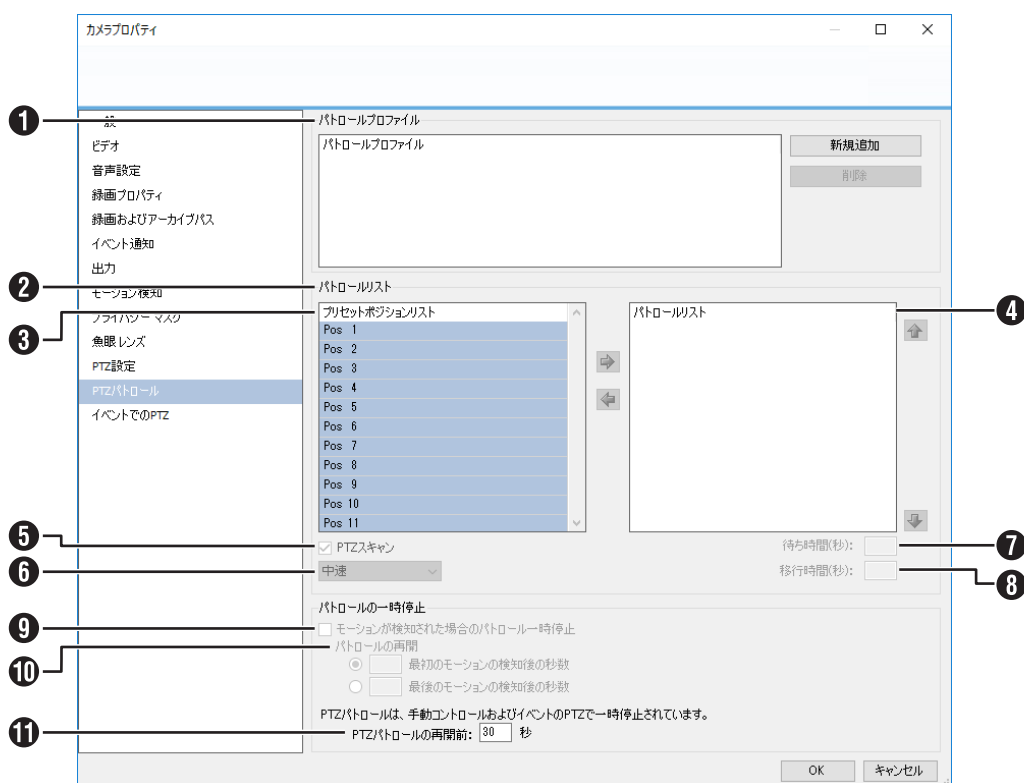 カメラプロパティ
❶
般
ビデオ
音声設定
録画プロパティ
録画およびアーカイブパス
イベント通知
出力
モーション検知
プライバシー マスク
魚眼 レンズ
PTZ設定
PTZパトロール
イベントでのPTZ
パトロールプロファイル
パトロールプロファイル
新規追加
削除
❷
パトロールリスト
❸
プリセットポジションリスト
Pos 1
Pos 2
Pos 3
Pos 4
Pos 5
Pos 6
Pos 7
Pos 8
Pos 9
Pos 10
Pos 11
パトロールリスト
❹
❺
PTZスキャン
❻
中速
待ち時間(秒):
❼
移行時間(秒):
❽
パトロールの一時停止
❾
モーションが検知された場合のパトロール一時停止
❿
パトロールの再開
最初のモーションの検知後の秒数
最後のモーションの検知後の秒数
PTZパトロールは、手動コントロールおよびイベントのPTZで一時停止されています。
⓫
PTZパトロールの再開前: 30 秒
OK
キャンセル